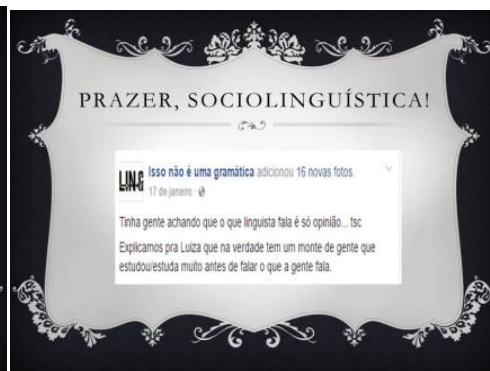 PRAZER, SOCIOLINGUÍSTICA!
LIN-G
Isso não é uma gramática adicionou 16 novas fotos.
17 de janeiro ·
Tinha gente achando que o que linguista fala é só opinião... tsc
Explicamos pra Luiza que na verdade tem um monte de gente que
estudou/estuda muito antes de falar o que a gente fala.